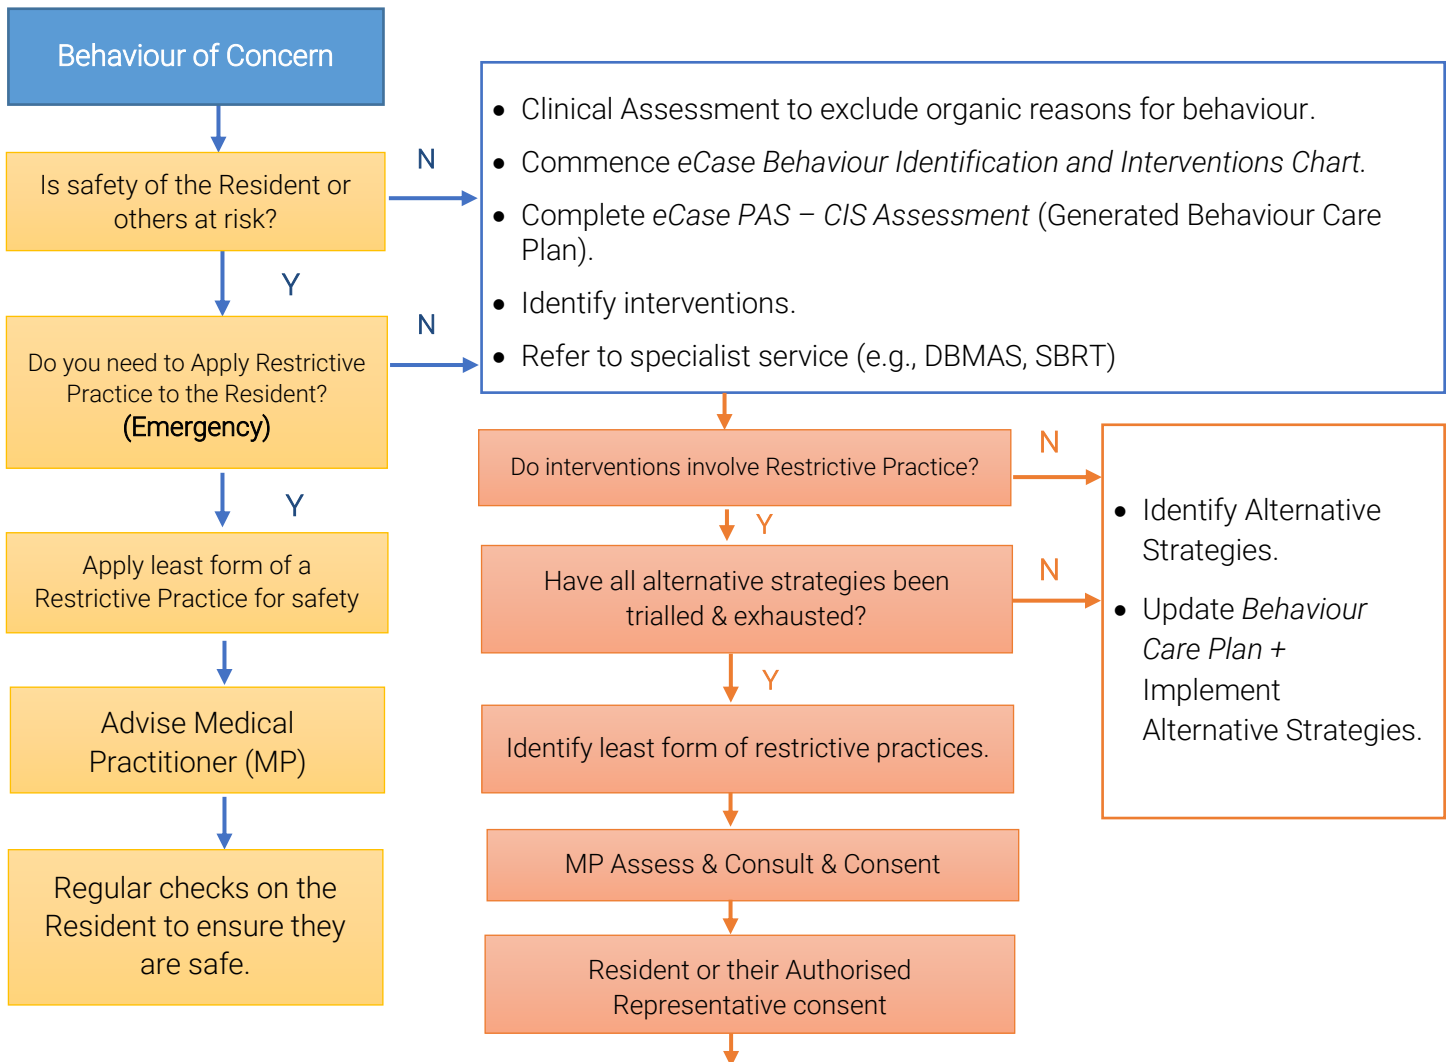 Behaviour of Concern
Is safety of the Resident or
others at risk?
N
Y
Do you need to Apply Restrictive
Practice to the Resident?
(Emergency)
N
Y
Apply least form of a
Restrictive Practice for safety
Advise Medical
Practitioner (MP)
Regular checks on the
Resident to ensure they
are safe.
• Clinical Assessment to exclude organic reasons for behaviour.
• Commence eCase Behaviour Identification and Interventions Chart.
• Complete eCase PAS – CIS Assessment (Generated Behaviour Care
Plan).
• Identify interventions.
• Refer to specialist service (e.g., DBMAS, SBRT)
Do interventions involve Restrictive Practice?
N
Y
Have all alternative strategies been
trialled & exhausted?
N
Y
Identify least form of restrictive practices.
MP Assess & Consult & Consent
Resident or their Authorised
Representative consent
• Identify Alternative
Strategies.
• Update Behaviour
Care Plan +
Implement
Alternative Strategies.